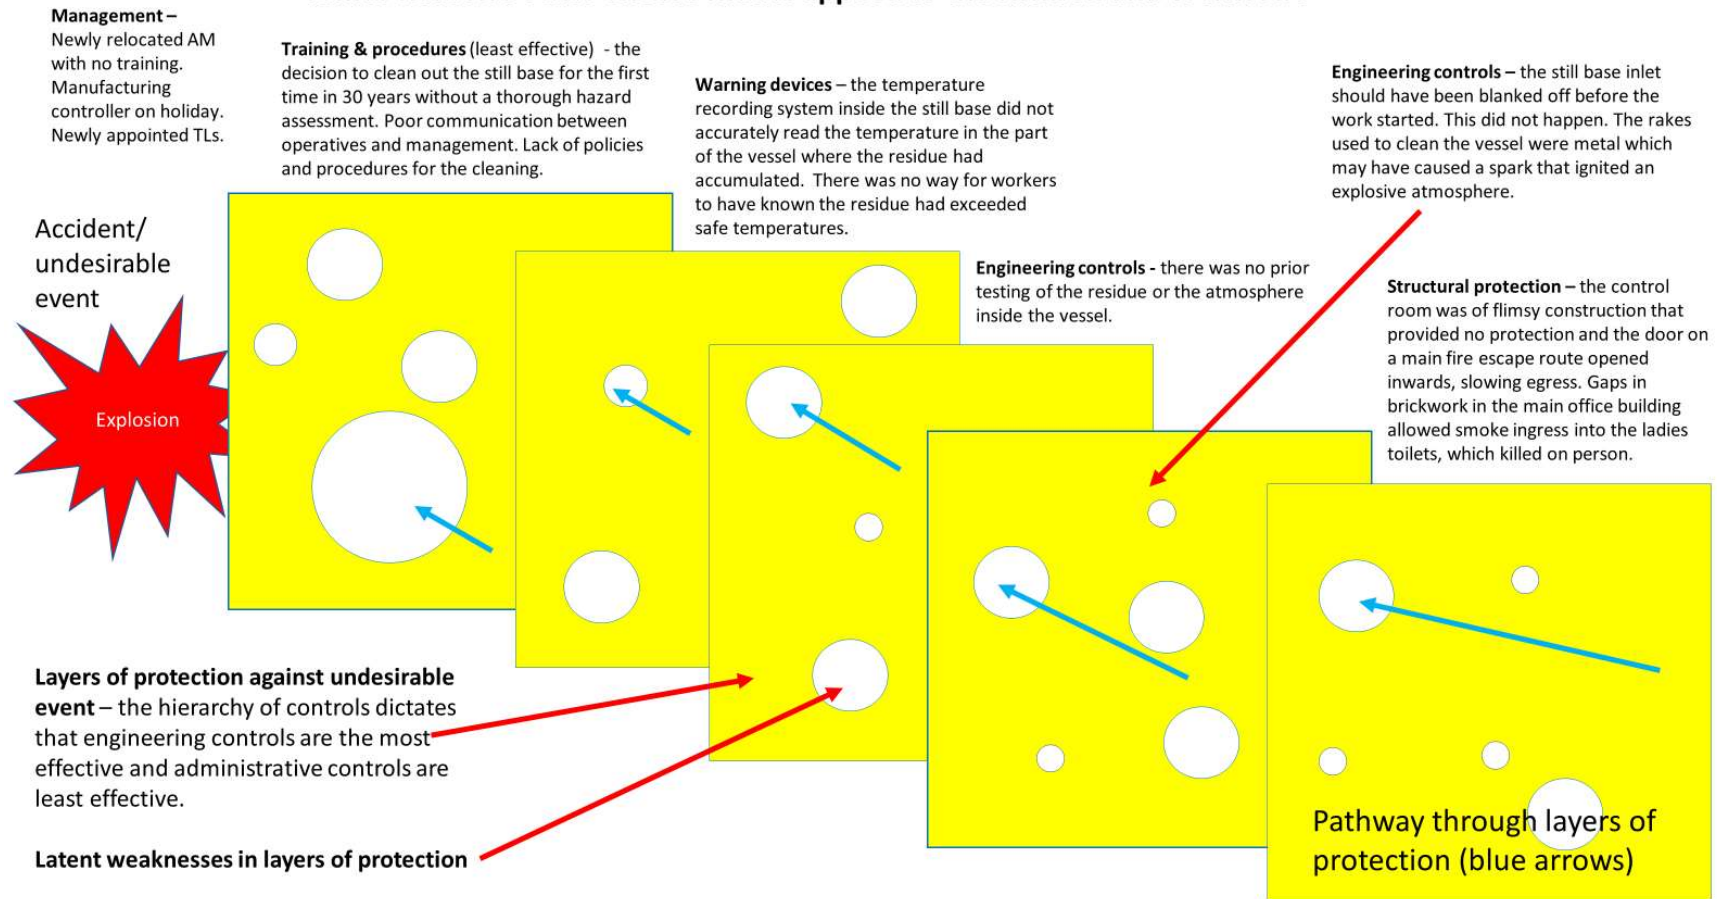 Management –
Newly relocated AM
with no training.
Manufacturing
controller on holiday.
Newly appointed TLs.
Training & procedures (least effective)  - the
decision to clean out the still base for the first
time in 30 years without a thorough hazard
assessment. Poor communication between
operatives and management. Lack of policies
and procedures for the cleaning.
Warning devices – the temperature
recording system inside the still base did not
accurately read the temperature in the part
of the vessel where the residue had
accumulated.  There was no way for workers
to have known the residue had exceeded
safe temperatures.
Engineering controls – the still base inlet
should have been blanked off before the
work started. This did not happen. The rakes
used to clean the vessel were metal which
may have caused a spark that ignited an
explosive atmosphere.
Engineering controls - there was no prior
testing of the residue or the atmosphere
inside the vessel.
Structural protection – the control
room was of flimsy construction that
provided no protection and the door on
a main fire escape route opened
inwards, slowing egress. Gaps in
brickwork in the main office building
allowed smoke ingress into the ladies
toilets, which killed on person.
Accident/
undesirable
event
Explosion
Layers of protection against undesirable
event – the hierarchy of controls dictates
that engineering controls are the most
effective and administrative controls are
least effective.
Latent weaknesses in layers of protection
Pathway through layers of
protection (blue arrows)